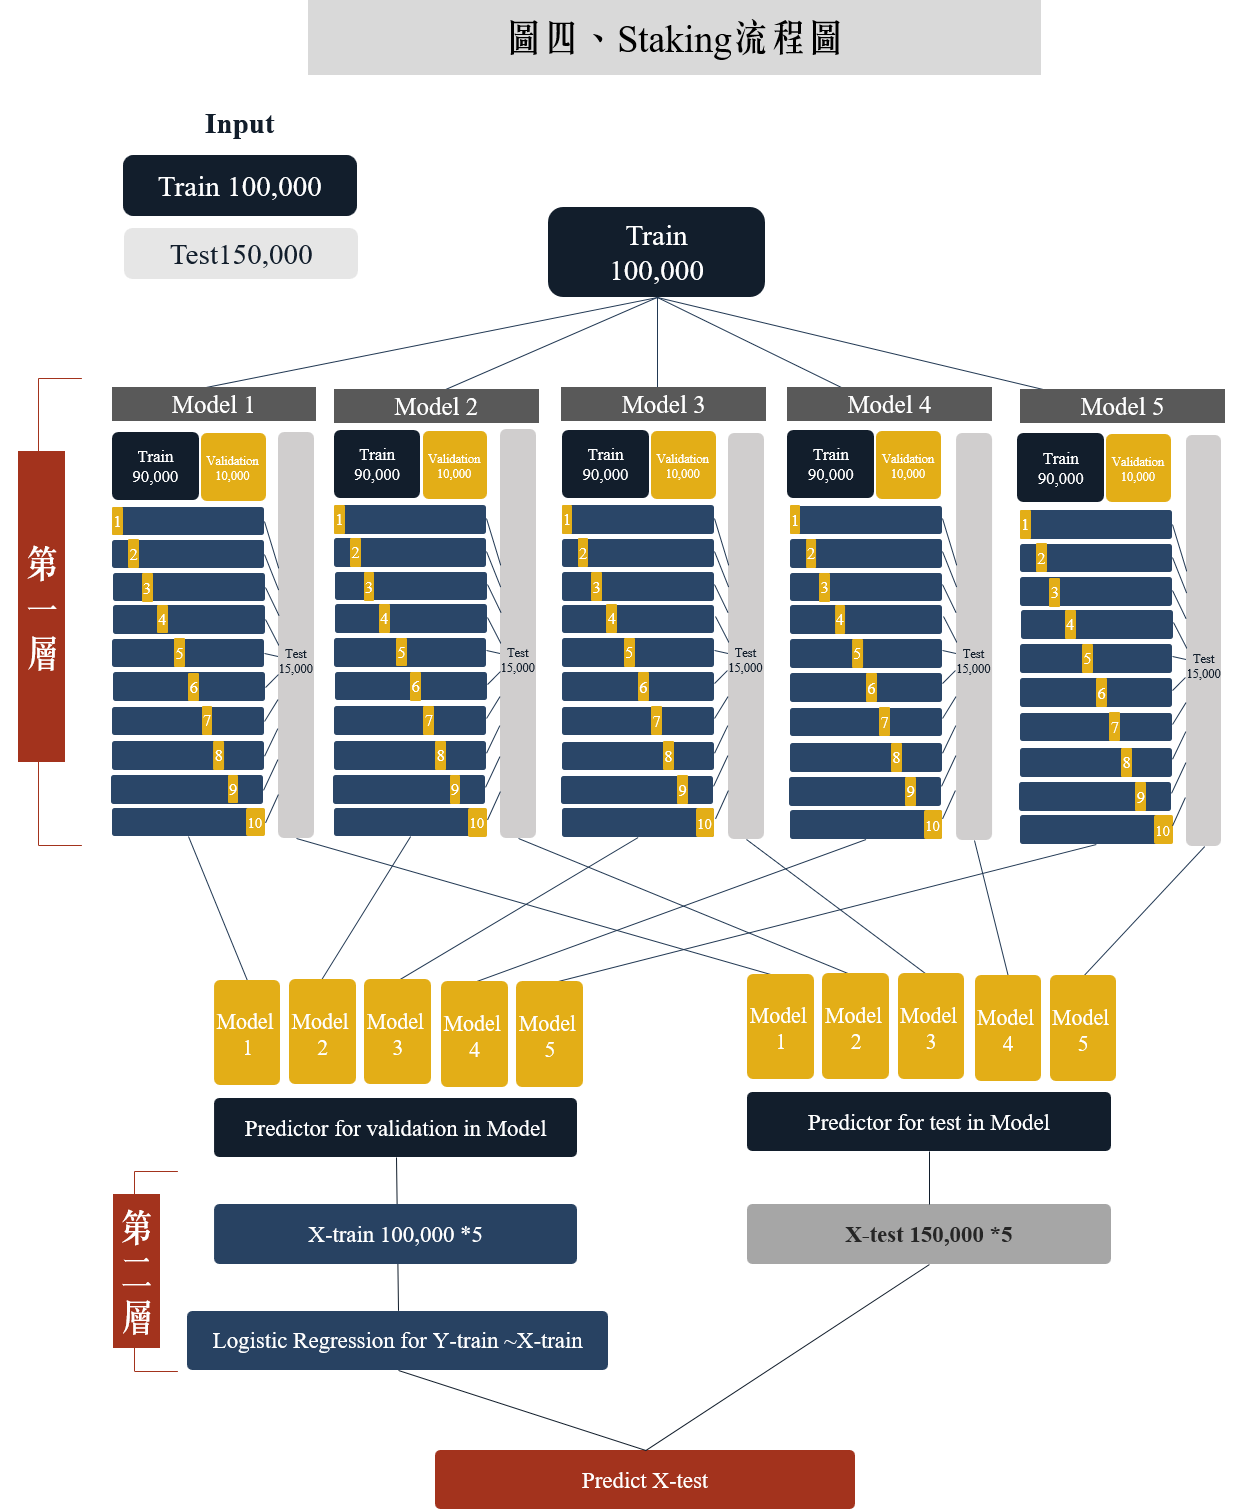 圖四、Staking流程圖
Input
Train 100,000
Test150,000
Train
100,000
第一層
Model 1
Train
90,000
Validation
10,000
1
2
3
4
5
6
7
8
9
10
Test
15,000
Model 2
Train
90,000
Validation
10,000
1
2
3
4
5
6
7
8
9
10
Test
15,000
Model 3
Train
90,000
Validation
10,000
1
2
3
4
5
6
7
8
9
10
Test
15,000
Model 4
Train
90,000
Validation
10,000
1
2
3
4
5
6
7
8
9
10
Test
15,000
Model 5
Train
90,000
Validation
10,000
1
2
3
4
5
6
7
8
9
10
Test
15,000
Model
1
Model
2
Model
3
Model
4
Model
5
Model
1
Model
2
Model
3
Model
4
Model
5
Predictor for validation in Model
Predictor for test in Model
第二層
X-train 100,000 *5
X-test 150,000 *5
Logistic Regression for Y-train ~X-train
Predict X-test